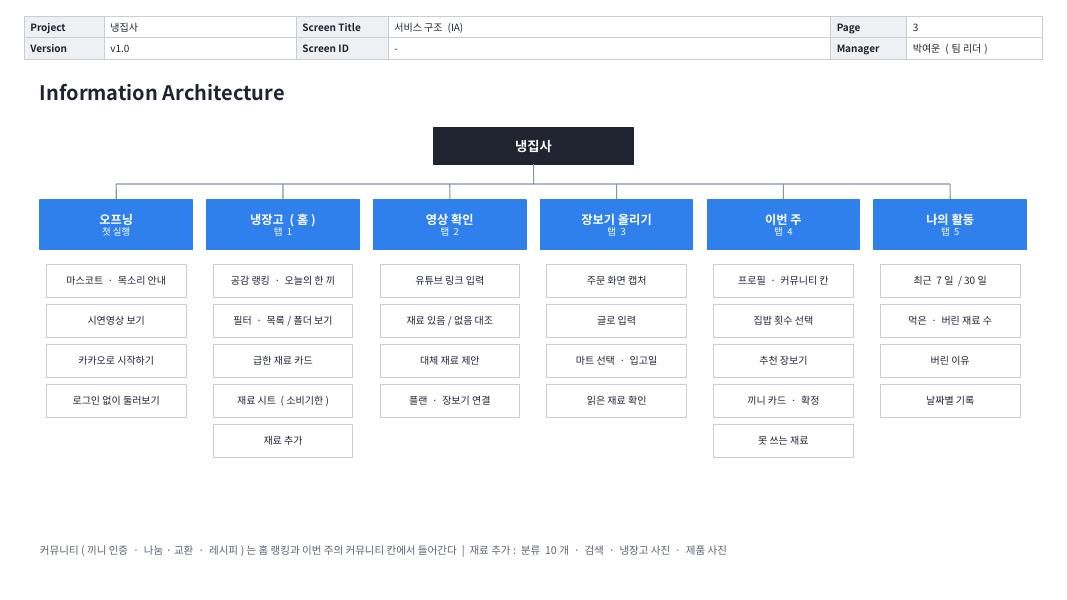 Project 냉집사 Screen Title 서비스 구조 (IA) Page 3
Version v1.0 Screen ID - Manager 박여운 ( 팀 리더 )
Information Architecture
냉집사
오프닝 냉장고 ( 홈 ) 영상 확인 장보기 올리기 이번 주 나의 활동
첫 실행 탭 1 탭 2 탭 3 탭 4 탭 5
마스코트 · 목소리 안내 공감 랭킹 · 오늘의 한 끼 유튜브 링크 입력 주문 화면 캡처 프로필 · 커뮤니티 칸 최근 7 일 / 30 일
시연영상 보기 필터 · 목록 / 폴더 보기 재료 있음 / 없음 대조 글로 입력 집밥 횟수 선택 먹은 · 버린 재료 수
카카오로 시작하기 급한 재료 카드 대체 재료 제안 마트 선택 · 입고일 추천 장보기 버린 이유
로그인 없이 둘러보기 재료 시트 ( 소비기한 ) 플랜 · 장보기 연결 읽은 재료 확인 끼니 카드 · 확정 날짜별 기록
재료 추가 못 쓰는 재료
커뮤니티 ( 끼니 인증 · 나눔 · 교환 · 레시피 ) 는 홈 랭킹과 이번 주의 커뮤니티 칸에서 들어간다 | 재료 추가 : 분류 10 개 · 검색 · 냉장고 사진 · 제품 사진